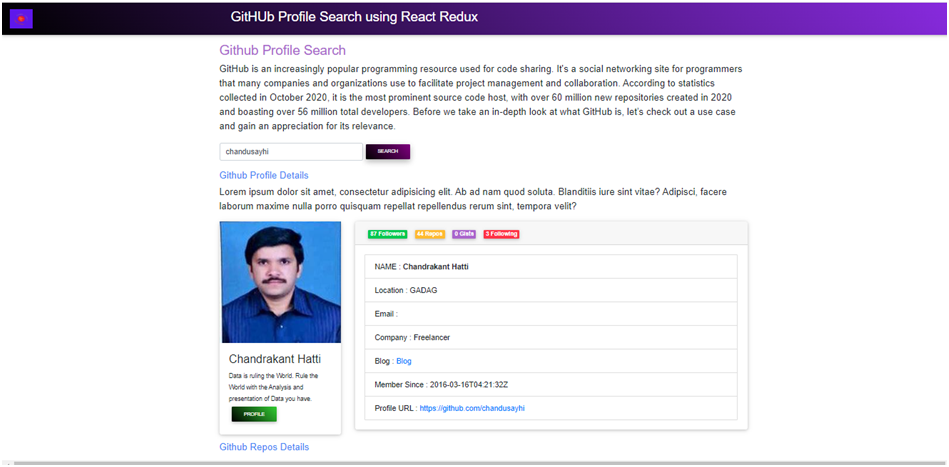 GitHUb Profile Search using React Redux
Github Profile Search
GitHub is an increasingly popular programming resource used for code sharing. It's a social networking site for programmers
that many companies and organizations use to facilitate project management and collaboration. According to statistics
collected in October 2020, it is the most prominent source code host, with over 60 million new repositories created in 2020
and boasting over 56 million total developers. Before we take an in-depth look at what GitHub is, let's check out a use case
and gain an appreciation for its relevance.
chandusayhi
SEARCH
Github Profile Details
Lorem ipsum dolor sit amet, consectetur adipisicing elit. Ab ad nam quod soluta. Blanditiis iure sint vitae? Adipisci, facere
laborum maxime nulla porro quisquam repellat repellendus rerum sint, tempora velit?
57 Followers 44 Repos 0 Gists 3 Following
NAME : Chandrakant Hatti
Location : GADAG
Email :
Company : Freelancer
Blog : Blog
Member Since : 2016-03-16T04:21:32Z
Profile URL : https://github.com/chandusayhi
Chandrakant Hatti
Data is ruling the World. Rule the
World with the Analysis and
presentation of Data you have.
PROFILE
Github Repos Details